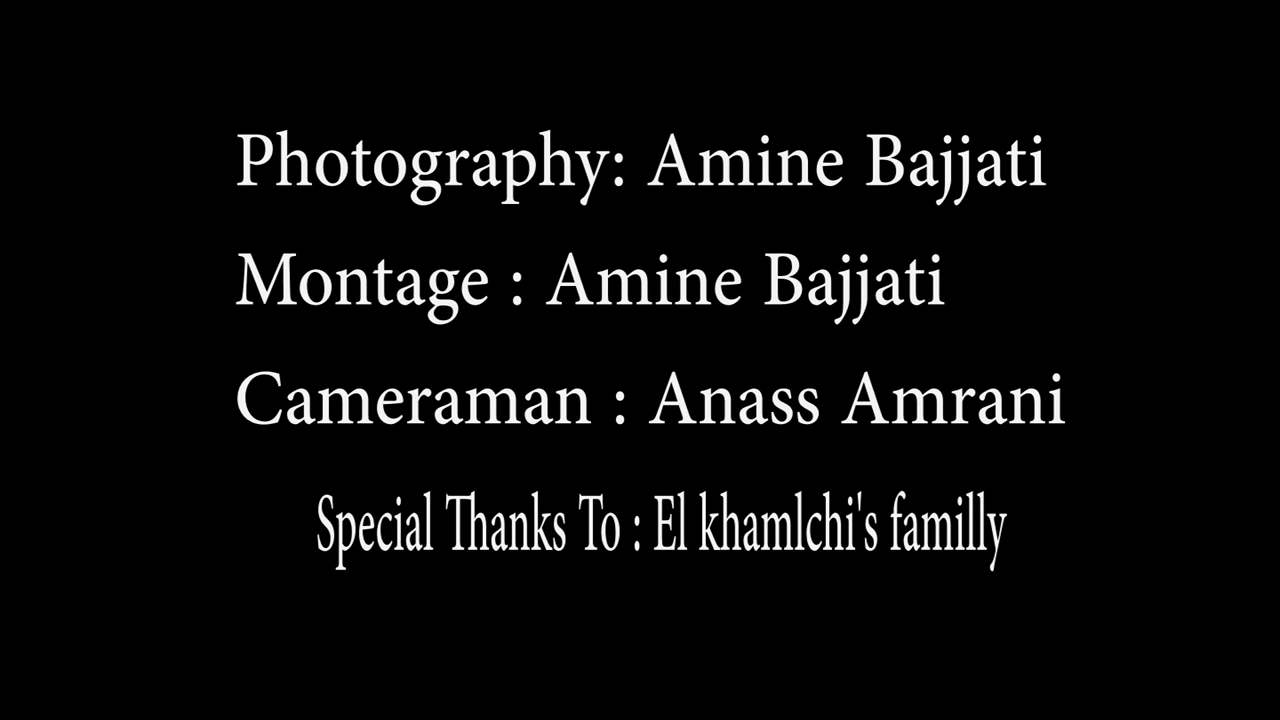 Photography: Amine Bajjati
Montage : Amine Bajjati
Cameraman : Anass Amrani
Special Thanks To : El khamlchi's familly